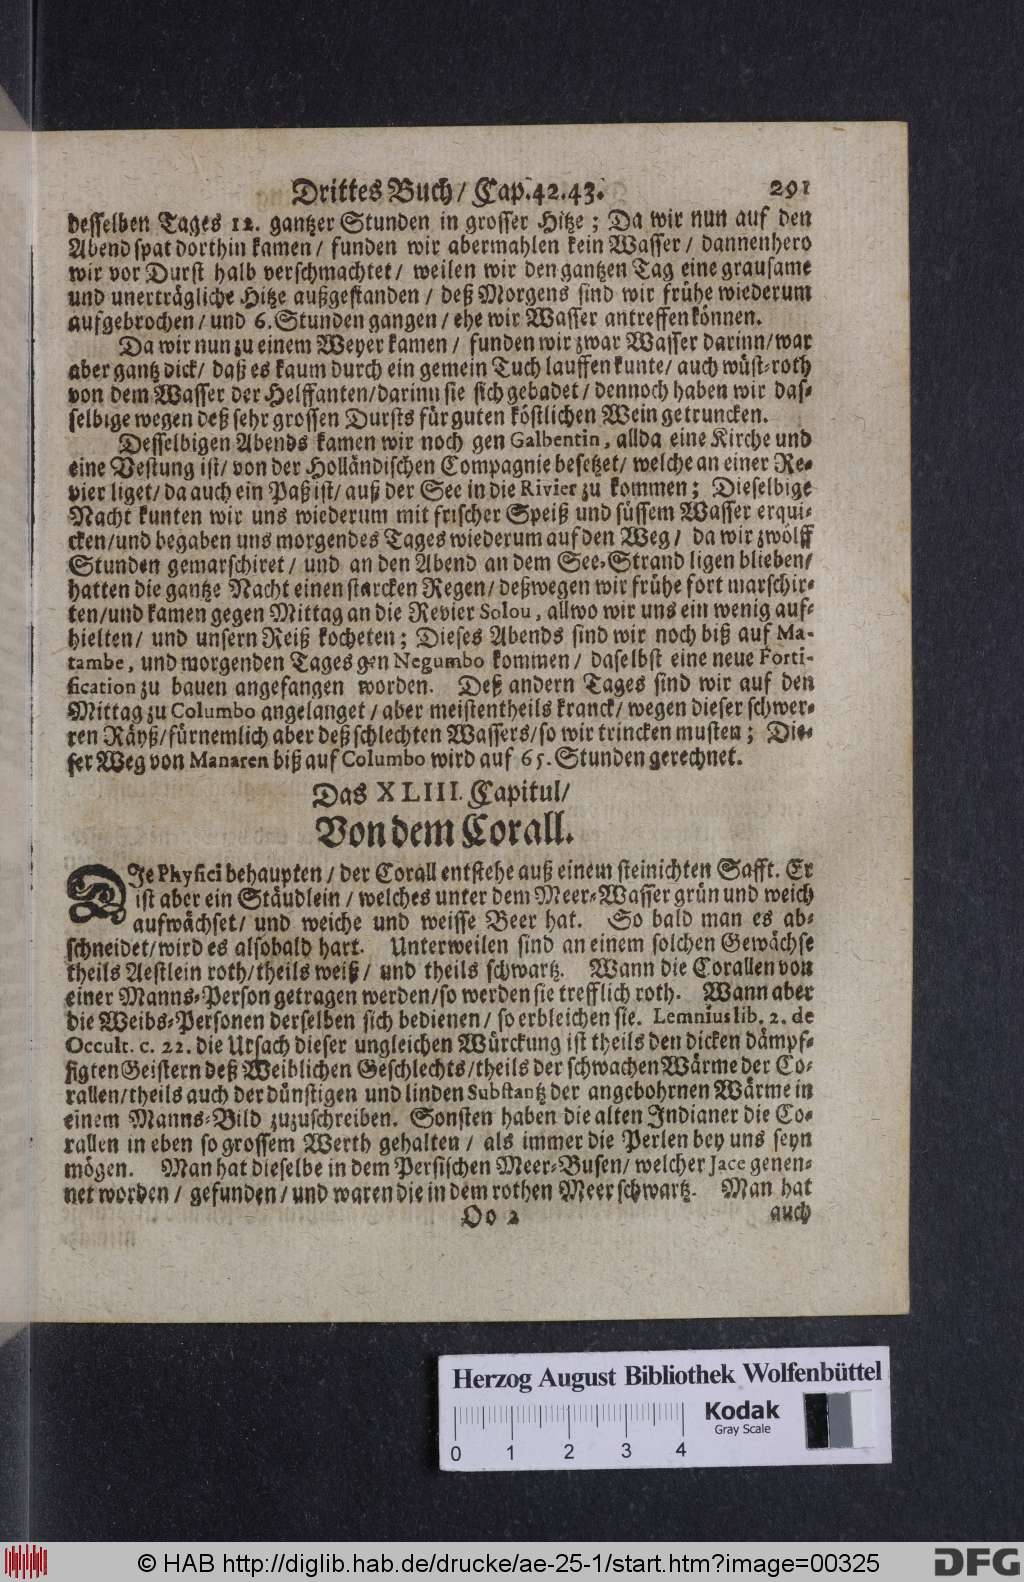 Drittes Buch / Cap. 42. 43. 291
desselben Tages 12. gantzer Stunden in grosser Hitze ; Da wir nun auf den
Abend spat dorthin kamen / funden wir abermahlen kein Wasser / dannenhero
wir vor Durst halb verschmachtet / weilen wir den gantzen Tag eine grausame
und unerträgliche Hitze außgestanden / deß Morgens sind wir frühe wiederum
aufgebrochen / und 6. Stunden gangen / ehe wir Wasser antreffen können.
Da wir nun zu einem Weyer kamen / funden wir zwar Wasser darinn / war
aber gantz dick / daß es kaum durch ein gemein Tuch lauffen kunte / auch wüst-roth
von dem Wasser der Helffanten / darinn sie sich gebadet / dennoch haben wir das-
selbige wegen deß sehr grossen Dursts für guten köstlichen Wein getruncken.
Desselbigen Abends kamen wir noch gen Galbentin, allda eine Kirche und
eine Vestung ist / von der Holländischen Compagnie besetzet / welche an einer Re-
vier liget / da auch ein Paß ist / auß der See in die Rivier zu kommen ; Dieselbige
Nacht kunten wir uns wiederum mit frischer Speiß und süssem Wasser erqui-
cken / und begaben uns morgendes Tages wiederum auf den Weg / da wir zwölff
Stunden gemarschiret / und an den Abend an dem See-Strand ligen blieben /
hatten die gantze Nacht einen starcken Regen / deßwegen wir frühe fort marschir-
ten / und kamen gegen Mittag an die Revier Solou, allwo wir uns ein wenig auf-
hielten / und unsern Reiß kocheten ; Dieses Abends sind wir noch biß auf Ma-
tambe, und morgenden Tages gen Negumbo kommen / daselbst eine neue Forti-
fication zu bauen angefangen worden. Deß andern Tages sind wir auf den
Mittag zu Columbo angelanget / aber meistentheils kranck / wegen dieser schwer-
ren Räyß / fürnemlich aber deß schlechten Wassers / so wir trincken musten ; Die-
ser Weg von Manaren biß auf Columbo wird auf 65. Stunden gerechnet.
Das XLIII. Capitul /
Von dem Corall.
DIe Physici behaupten / der Corall entstehe auß einem steinichten Safft. Er
ist aber ein Stäudlein / welches unter dem Meer-Wasser grün und weich
aufwächset / und weiche und weisse Beer hat. So bald man es ab-
schneidet / wird es alsobald hart. Unterweilen sind an einem solchen Gewächse
theils Aestlein roth / theils weiß / und theils schwartz. Wann die Corallen von
einer Manns-Person getragen werden / so werden sie trefflich roth. Wann aber
die Weibs-Personen derselben sich bedienen / so erbleichen sie. Lemnius lib. 2. de
Occult. c. 22. die Ursach dieser ungleichen Würckung ist theils den dicken dämpf-
figten Geistern deß Weiblichen Geschlechts / theils der schwachen Wärme der Co-
rallen / theils auch der dünstigen und linden Substantz der angebohrnen Wärme in
einem Manns-Bild zuzuschreiben. Sonsten haben die alten Indianer die Co-
rallen in eben so grossem Werth gehalten / als immer die Perlen bey uns seyn
mögen. Man hat dieselbe in dem Persischen Meer-Busen / welcher Jace genen-
net worden / gefunden / und waren die in dem rothen Meer schwartz. Man hat
Oo 2 auch
Herzog August Bibliothek Wolfenbüttel
Kodak
Gray Scale
0 1 2 3 4
© HAB http://diglib.hab.de/drucke/ae-25-1/start.htm?image=00325
DFG